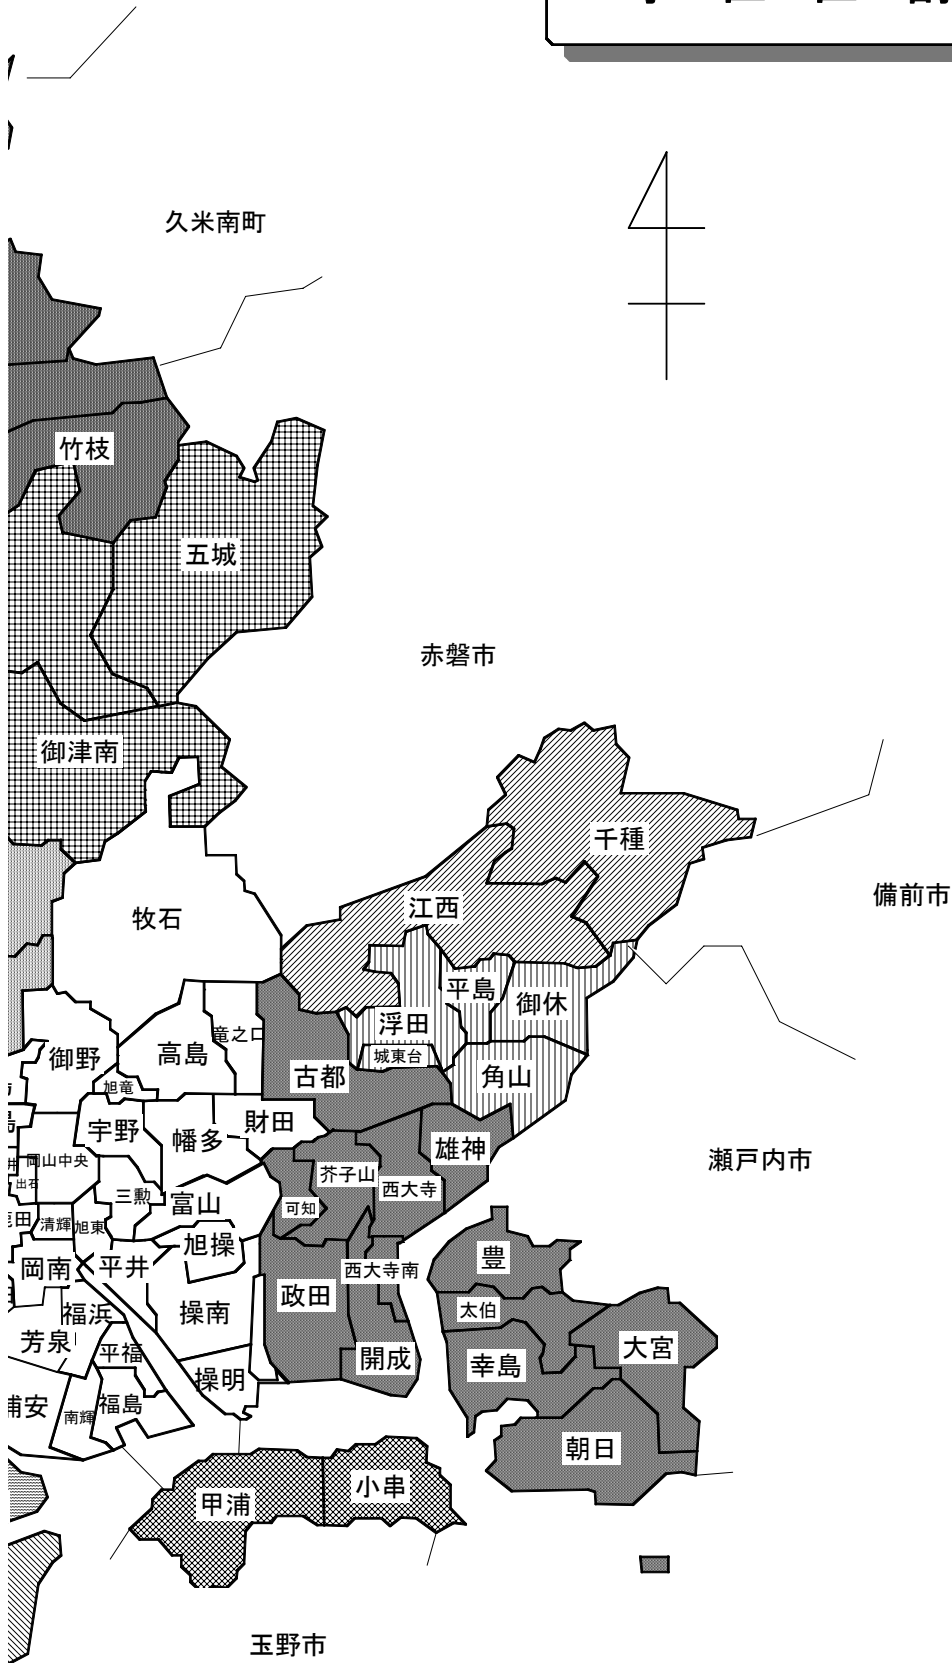 久米南町
竹枝
五城
赤磐市
御津南
千種
備前市
江西
牧石
平島
御休
浮田
竜之口
高島
御野
城東台
古都
角山
旭竜
財田
宇野
幡多
雄神
瀬戸内市
岡山中央
芥子山
西大寺
出石
三勲
富山
可知
清輝
旭東
旭操
豊
岡南
平井
西大寺南
政田
太伯
福浜
操南
芳泉
大宮
平福
開成
幸島
操明
浦安
南輝
福島
朝日
小串
甲浦
玉野市